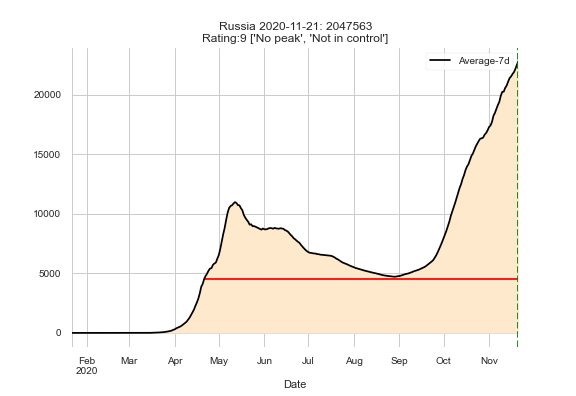 Russia 2020-11-21: 2047563
Rating:9 ['No peak', 'Not in control']
Average-7d
20000
15000
10000
5000
0
Feb Mar Apr May Jun Jul Aug Sep Oct Nov
2020
Date